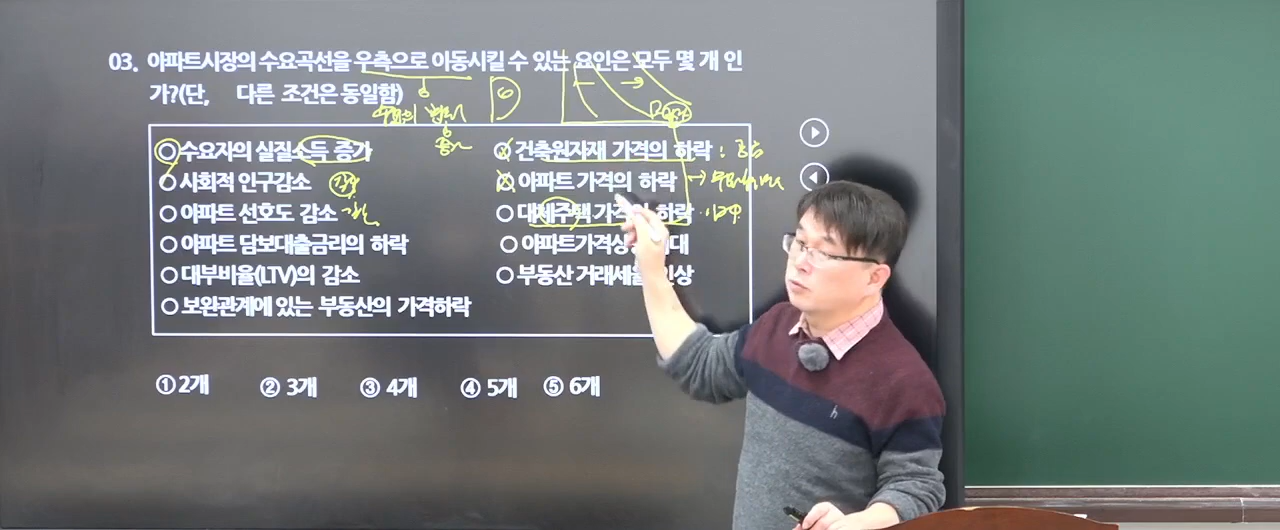 03. 아파트시장의 수요곡선을 우측으로 이동시킬 수 있는 요인은 모두 몇 개 인
가?(단, 다른 조건은 동일함)
○ 수요자의 실질소득 증가
○ 건축원자재 가격의 하락
○ 사회적 인구감소
○ 아파트 가격의 하락
○ 아파트 선호도 감소
○ 대체주택 가격의 하락
○ 아파트 담보대출금리의 하락
○ 아파트가격상 대
○ 대부비율(LTV)의 감소
○ 부동산 거래세율 인상
○ 보완관계에 있는 부동산의 가격하락
① 2개 ② 3개 ③ 4개 ④ 5개 ⑤ 6개